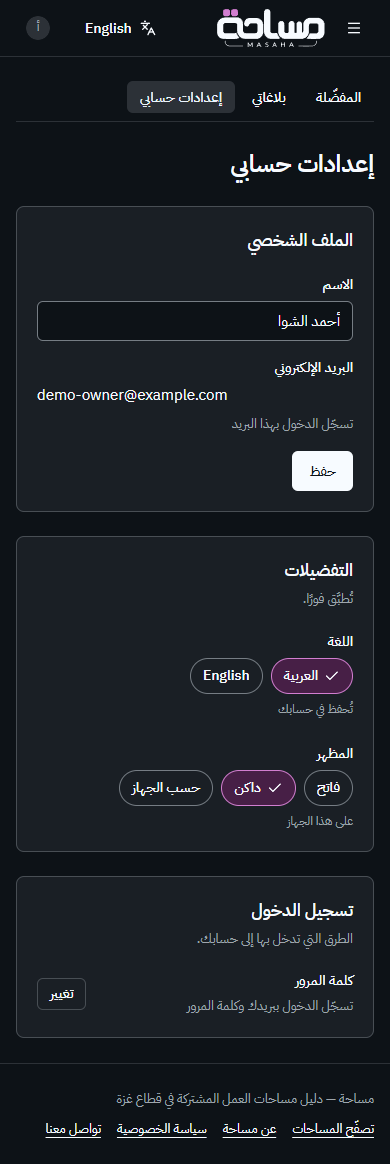 مساحة
MASAHA
English
أ
المفضّلة
بلاغاتي
إعدادات حسابي
إعدادات حسابي
الملف الشخصي
الاسم
أحمد الشوا
البريد الإلكتروني
demo-owner@example.com
تسجّل الدخول بهذا البريد
حفظ
التفضيلات
تُطبَّق فورًا.
اللغة
العربية
English
تُحفظ في حسابك
المظهر
فاتح
داكن
حسب الجهاز
على هذا الجهاز
تسجيل الدخول
الطرق التي تدخل بها إلى حسابك.
كلمة المرور
تغيير
تسجّل الدخول ببريدك وكلمة المرور
مساحة — دليل مساحات العمل المشتركة في قطاع غزة
تصفّح المساحات
عن مساحة
سياسة الخصوصية
تواصل معنا